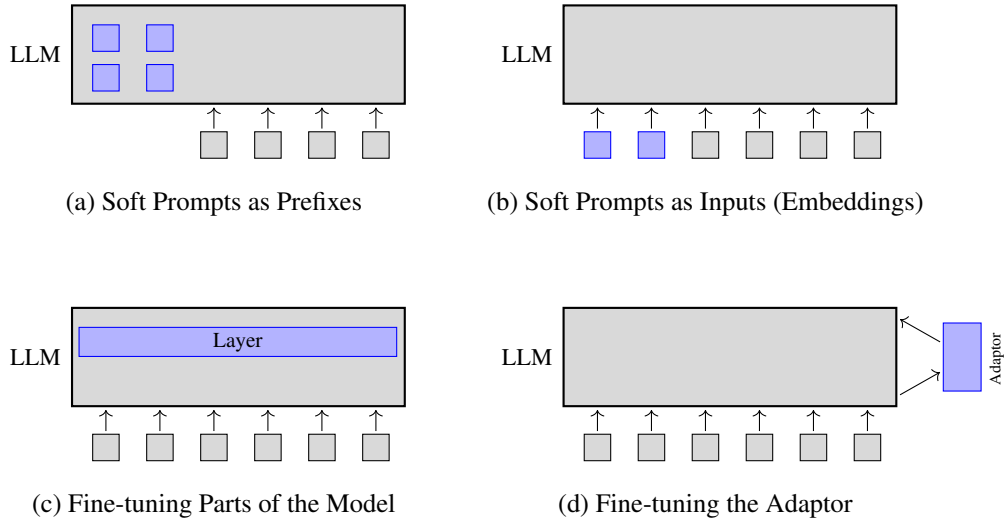 LLM
(a) Soft Prompts as Prefixes
LLM
(b) Soft Prompts as Inputs (Embeddings)
LLM
Layer
(c) Fine-tuning Parts of the Model
LLM
Adaptor
(d) Fine-tuning the Adaptor